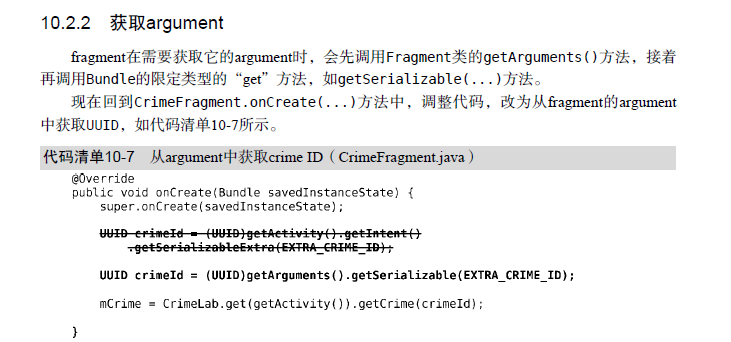 10.2.2 获取argument
fragment在需要获取它的argument时，会先调用Fragment类的getArguments()方法，接着
再调用Bundle的限定类型的“get”方法，如getSerializable(...)方法。
现在回到CrimeFragment.onCreate(...)方法中，调整代码，改为从fragment的argument
中获取UUID，如代码清单10-7所示。
代码清单10-7 从argument中获取crime ID（CrimeFragment.java）
@Override
public void onCreate(Bundle savedInstanceState) {
super.onCreate(savedInstanceState);
UUID crimeId = (UUID)getActivity().getIntent()
.getSerializableExtra(EXTRA_CRIME_ID);
UUID crimeId = (UUID)getArguments().getSerializable(EXTRA_CRIME_ID);
mCrime = CrimeLab.get(getActivity()).getCrime(crimeId);
}